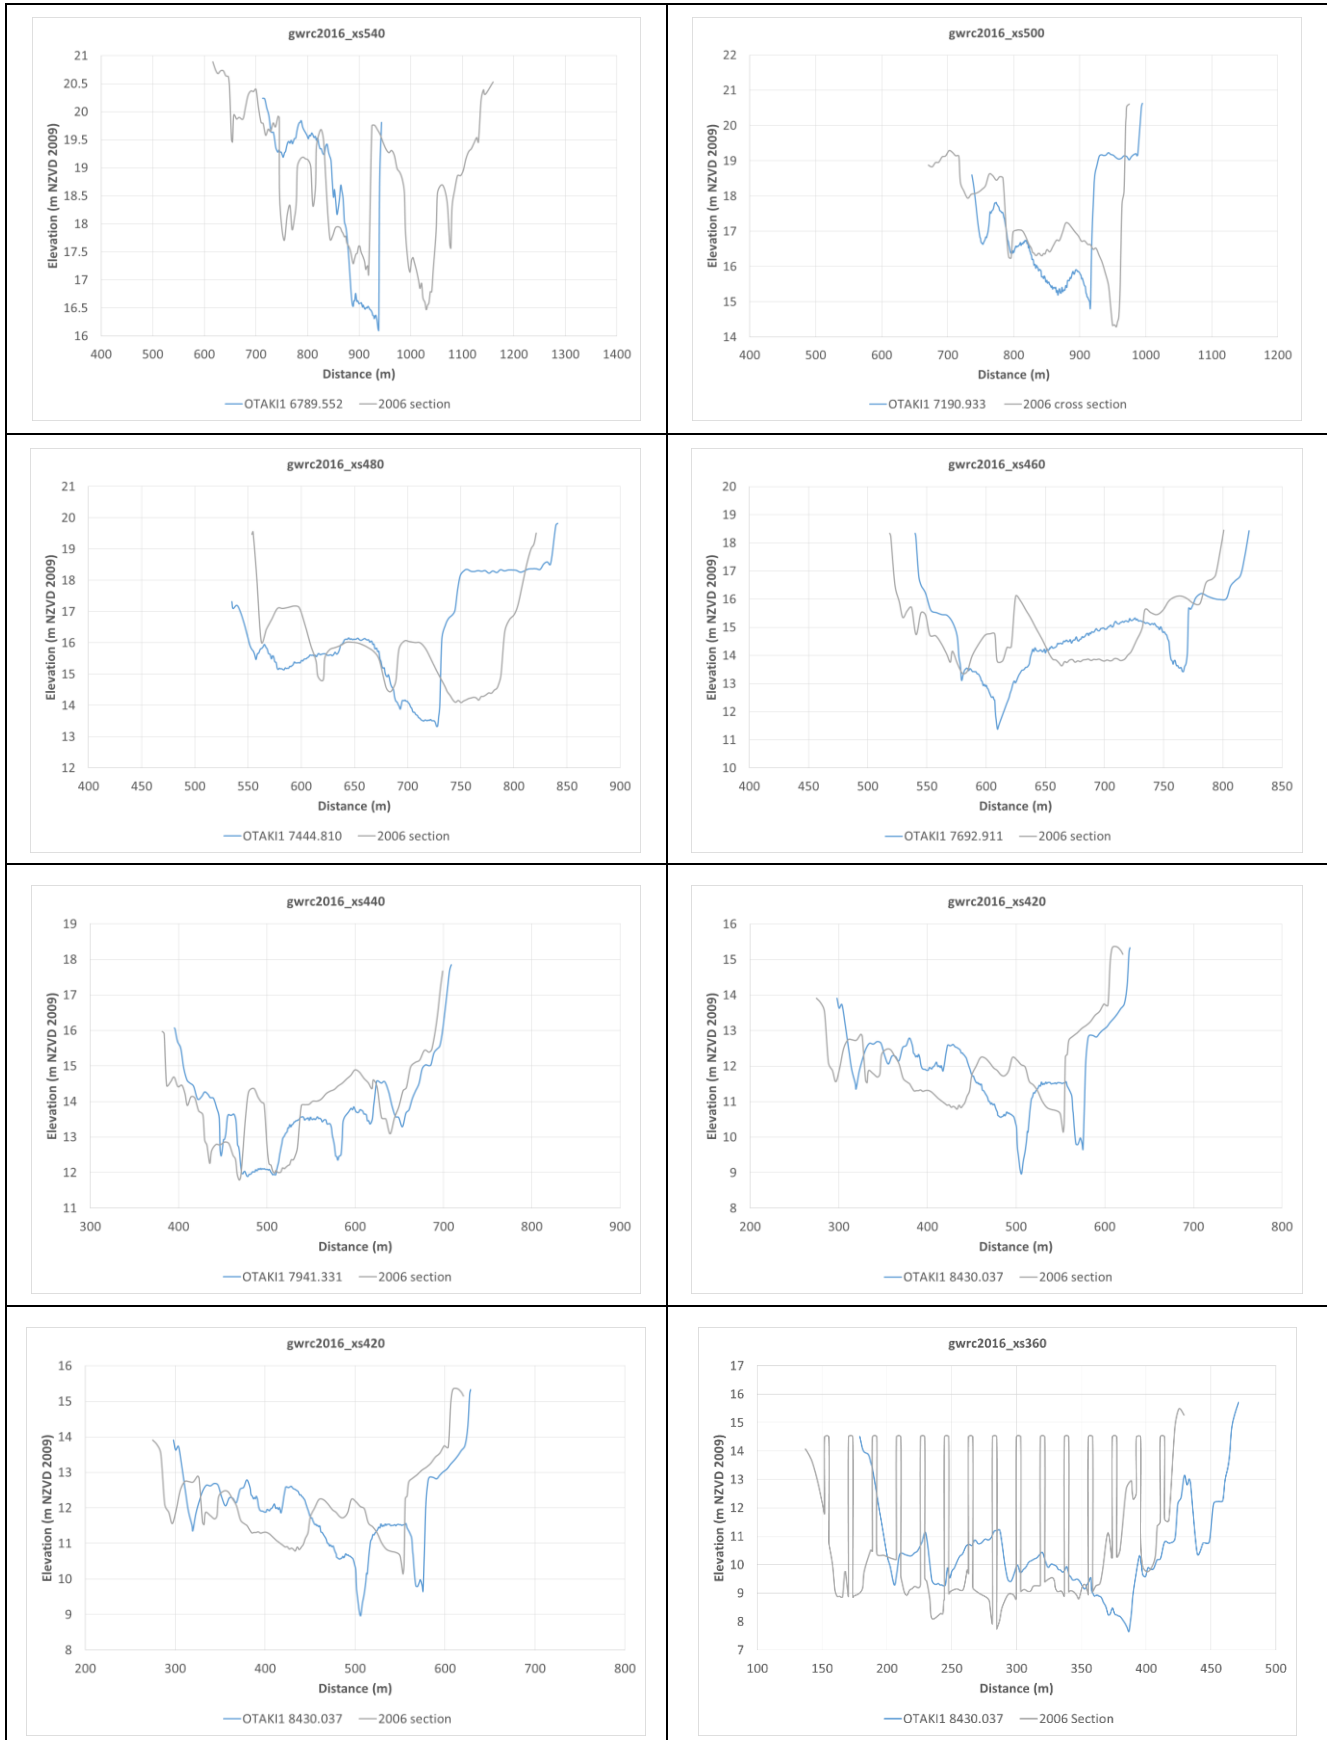 gwrc2016_xs540
21
20.5
20
19.5
19
18.5
18
17.5
17
16.5
16
Elevation (m NZVD 2009)
400 500 600 700 800 900 1000 1100 1200 1300 1400
Distance (m)
OTAKI1 6789.552 2006 section
gwrc2016_xs500
22
21
20
19
18
17
16
15
14
Elevation (m NZVD 2009)
400 500 600 700 800 900 1000 1100 1200
Distance (m)
OTAKI1 7190.933 2006 cross section
gwrc2016_xs480
21
20
19
18
17
16
15
14
13
12
Elevation (m NZVD 2009)
400 450 500 550 600 650 700 750 800 850 900
Distance (m)
OTAKI1 7444.810 2006 section
gwrc2016_xs460
20
19
18
17
16
15
14
13
12
11
10
Elevation (m NZVD 2009)
400 450 500 550 600 650 700 750 800 850
Distance (m)
OTAKI1 7692.911 2006 section
gwrc2016_xs440
19
18
17
16
15
14
13
12
11
Elevation (m NZVD 2009)
300 400 500 600 700 800 900
Distance (m)
OTAKI1 7941.331 2006 section
gwrc2016_xs420
16
15
14
13
12
11
10
9
8
Elevation (m NZVD 2009)
200 300 400 500 600 700 800
Distance (m)
OTAKI1 8430.037 2006 section
gwrc2016_xs420
16
15
14
13
12
11
10
9
8
Elevation (m NZVD 2009)
200 300 400 500 600 700 800
Distance (m)
OTAKI1 8430.037 2006 section
gwrc2016_xs360
17
16
15
14
13
12
11
10
9
8
7
Elevation (m NZVD 2009)
100 150 200 250 300 350 400 450 500
Distance (m)
OTAKI1 8430.037 2006 Section